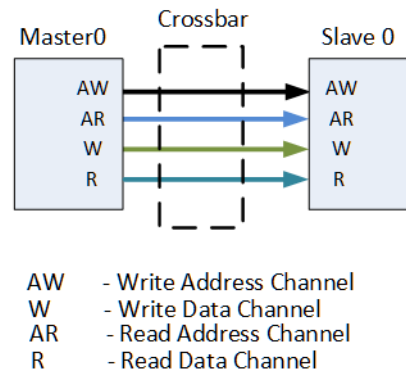 Crossbar
Master0 Slave 0
AW AW
AR AR
W W
R R
AW - Write Address Channel
W - Write Data Channel
AR - Read Address Channel
R - Read Data Channel